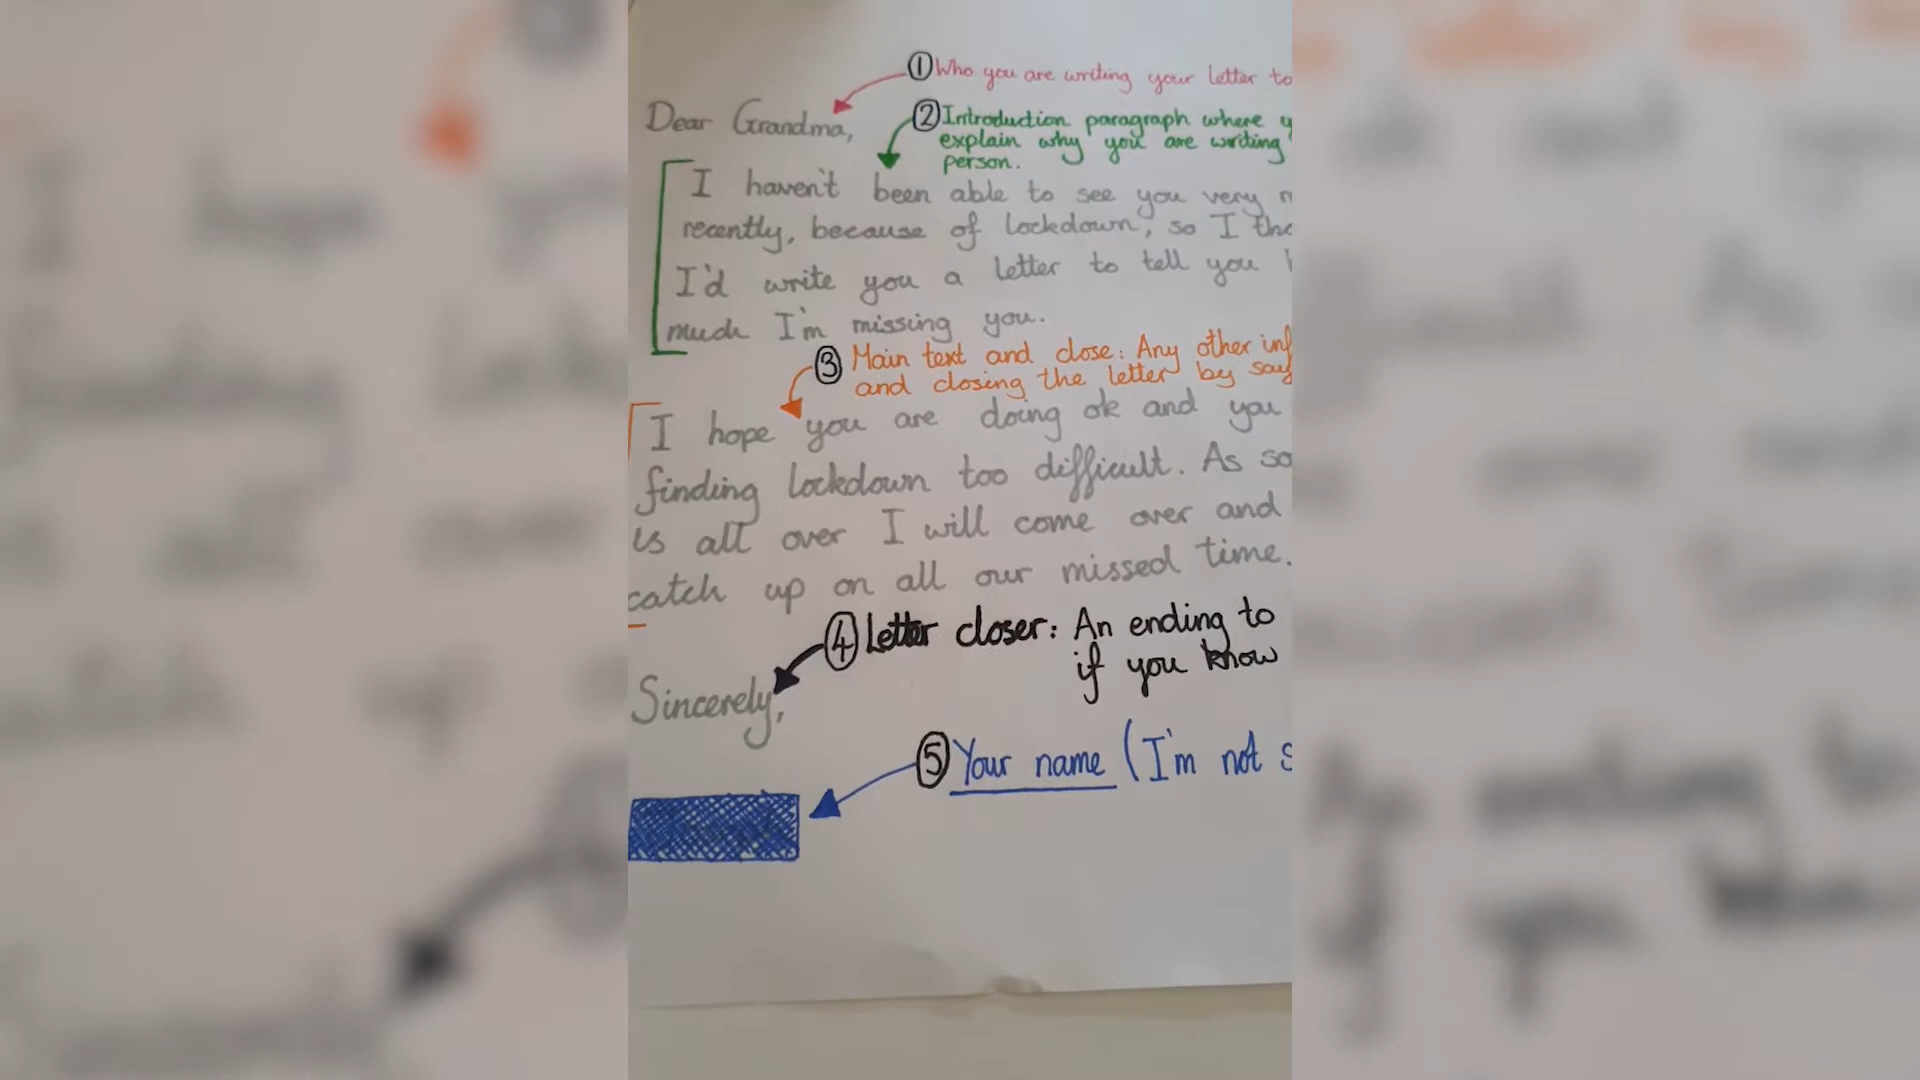 ① Who you are writing your letter to
Dear Grandma,
② Introduction paragraph where
explain why you are writing
person.
I haven't been able to see you very
recently, because of lockdown, so I
I'd write you a letter to tell you
much I'm missing you.
③ Main text and close: Any other
and closing the letter by
I hope you are doing ok and you
finding lockdown too difficult. As
is all over I will come over and
catch up on all our missed time.
④ Letter closer: An ending to
if you know
Sincerely,
⑤ Your name (I'm not